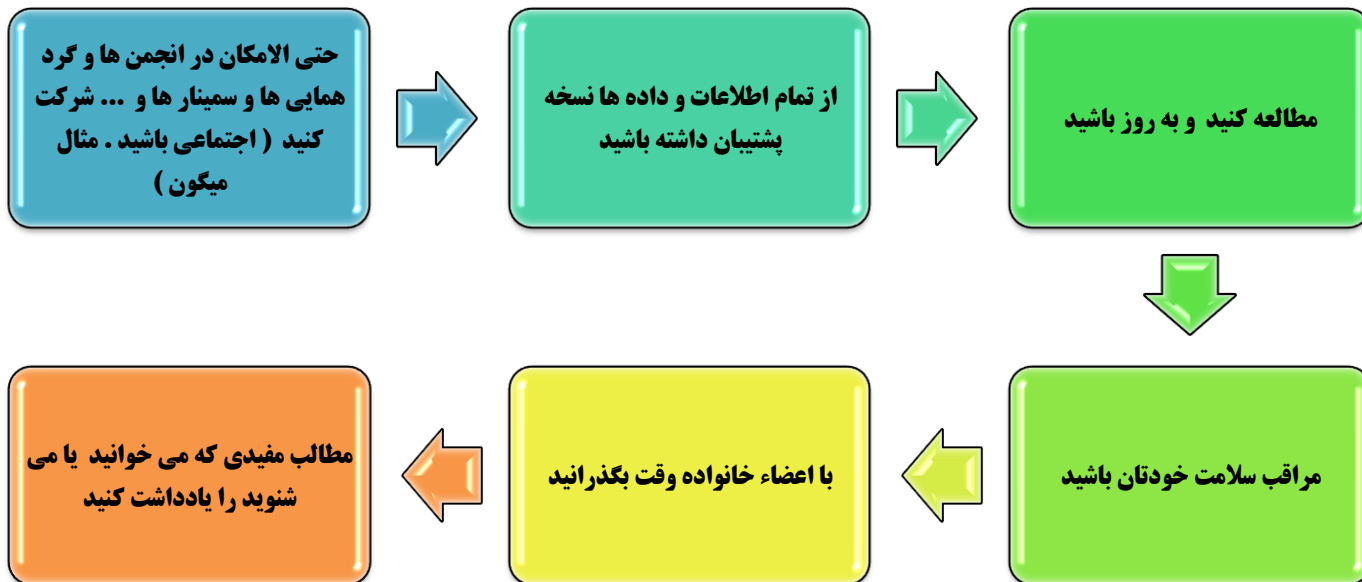 حتی الامکان در انجمن ها و گرد
همایی ها و سمینار ها و ... شرکت
کنید ( اجتماعی باشید . مثال
میگون )
از تمام اطلاعات و داده ها نسخه
پشتیبان داشته باشید
مطالعه کنید و به روز باشید
مراقب سلامت خودتان باشید
با اعضاء خانواده وقت بگذرانید
مطالب مفیدی که می خوانید یا می
شنوید را یادداشت کنید